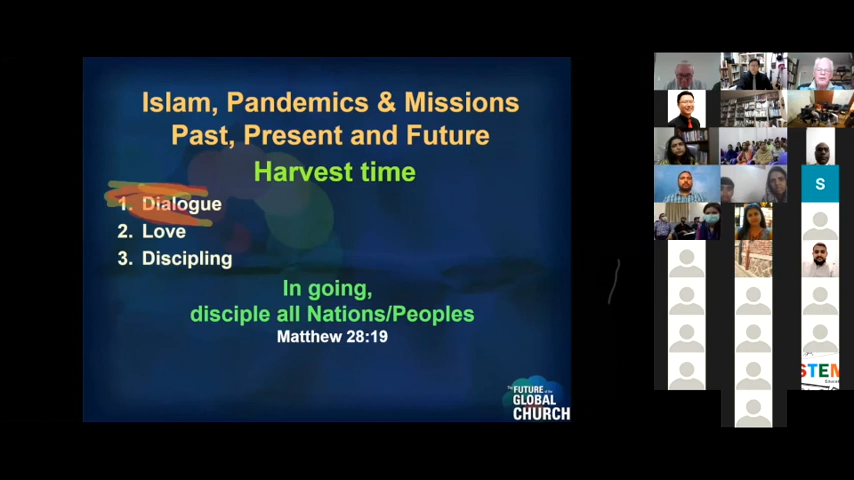 Islam, Pandemics & Missions
Past, Present and Future
Harvest time
1. Dialogue
2. Love
3. Discipling
In going,
disciple all Nations/Peoples
Matthew 28:19
THE FUTURE of the
GLOBAL
CHURCH
S
STEM